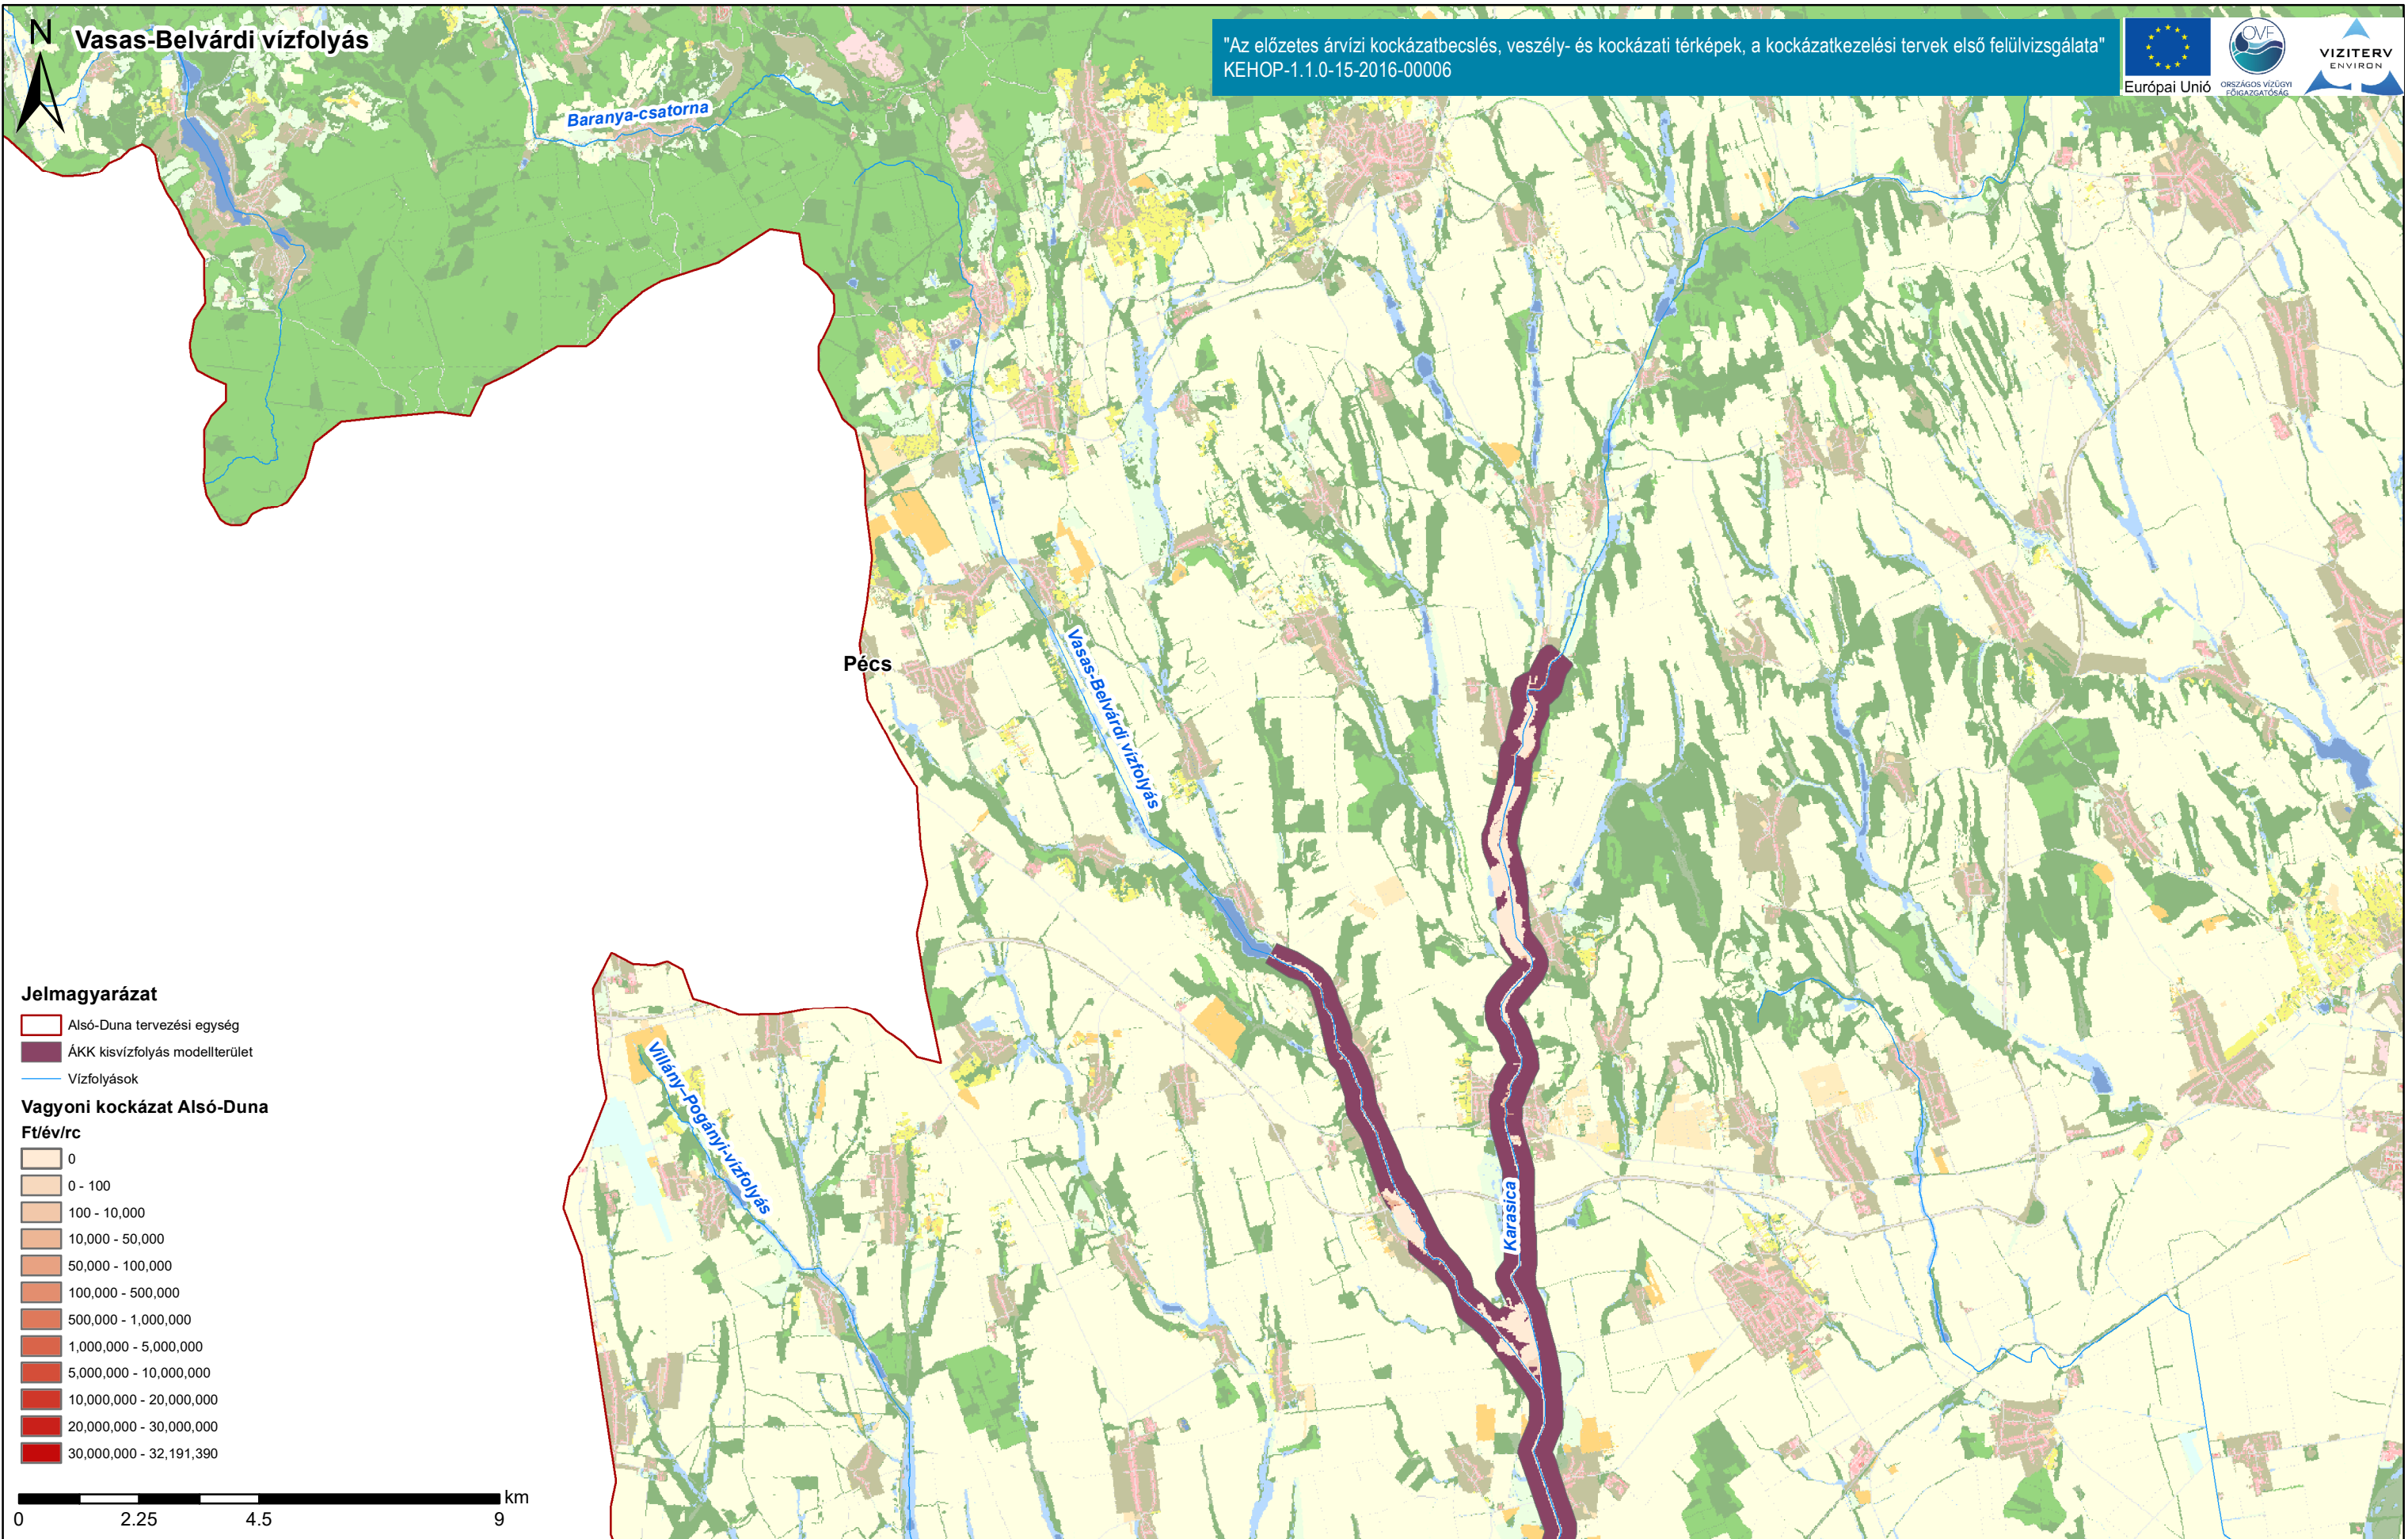 N
Vasas-Belvárdi vízfolyás
"Az előzetes árvízi kockázatbecslés, veszély- és kockázati térképek, a kockázatkezelési tervek első felülvizsgálata"
KEHOP-1.1.0-15-2016-00006
Európai Unió
OVF
ORSZÁGOS VÍZÜGYI
FŐIGAZGATÓSÁG
VIZITERV
ENVIRON
Baranya-csatorna
Vasas-Belvárdi vízfolyás
Pécs
Villány-Pogányi-vízfolyás
Karasica
Jelmagyarázat
Alsó-Duna tervezési egység
ÁKK kisvízfolyás modellterület
Vízfolyások
Vagyoni kockázat Alsó-Duna
Ft/év/rc
0
0 - 100
100 - 10,000
10,000 - 50,000
50,000 - 100,000
100,000 - 500,000
500,000 - 1,000,000
1,000,000 - 5,000,000
5,000,000 - 10,000,000
10,000,000 - 20,000,000
20,000,000 - 30,000,000
30,000,000 - 32,191,390
km
0 2.25 4.5 9